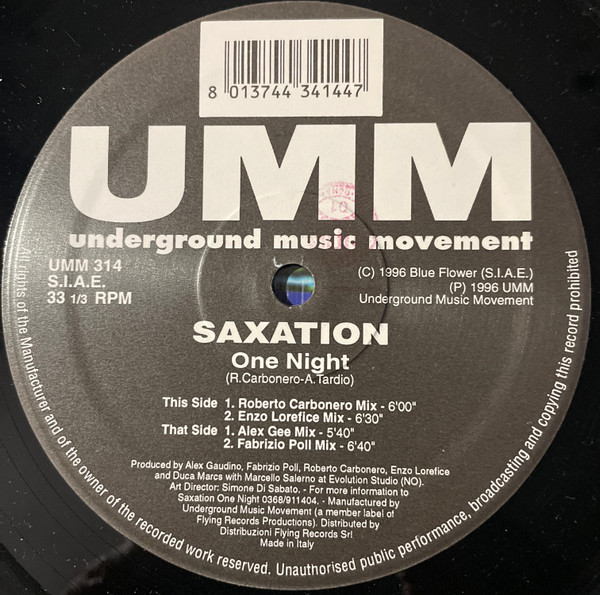 8 013744 341447
UMM
underground music movement
UMM 314
S.I.A.E.
33 1/3 RPM
(C) 1996 Blue Flower (S.I.A.E.)
(P) 1996 UMM
Underground Music Movement
SAXATION
One Night
(R.Carbonero-A.Tardio)
This Side 1. Roberto Carbonero Mix - 6'00"
2. Enzo Lorefice Mix - 6'30"
That Side 1. Alex Gee Mix - 5'40"
2. Fabrizio Poli Mix - 6'40"
Produced by Alex Gaudino, Fabrizio Poli, Roberto Carbonero, Enzo Lorefice
and Duca Marcs with Marcello Salerno at Evolution Studio (NO).
Art Director: Simone Di Sabato. - For more information to
Saxation One Night 0368/911404. - Manufactured by
Underground Music Movement (a member label of
Flying Records Productions). Distributed by
Distribuzioni Flying Records Srl
Made in Italy
All rights of the Manufacturer and of the owner of the recorded work reserved. Unauthorised public performance, broadcasting and copying this record prohibited